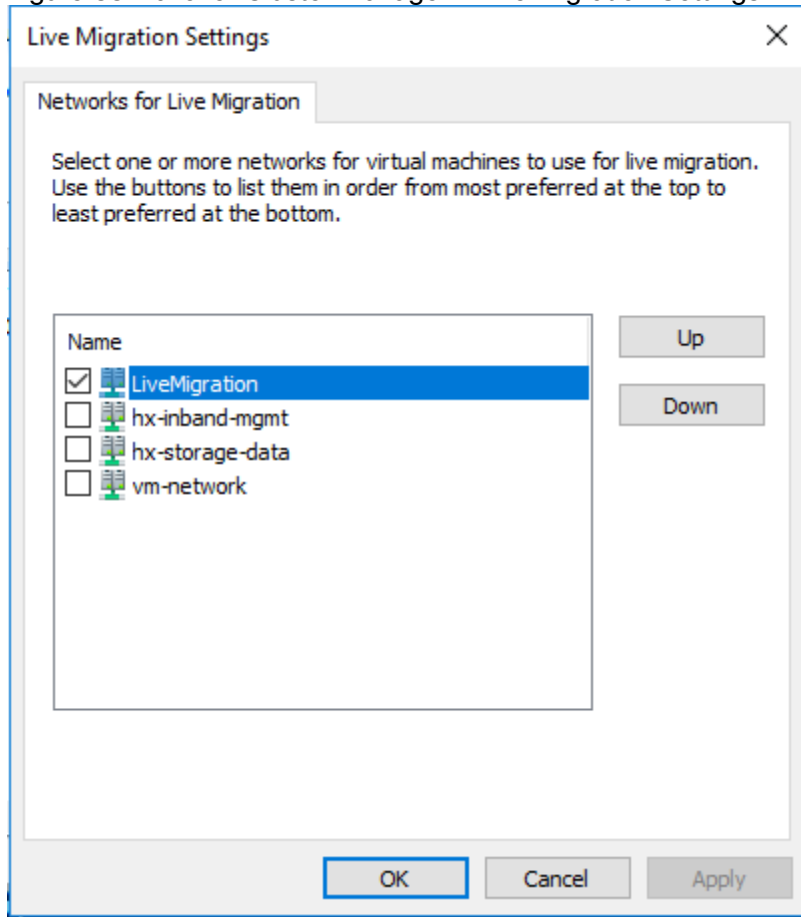 Live Migration Settings
Networks for Live Migration
Select one or more networks for virtual machines to use for live migration.
Use the buttons to list them in order from most preferred at the top to
least preferred at the bottom.
Name
Up
LiveMigration
Down
hx-inband-mgmt
hx-storage-data
vm-network
OK
Cancel
Apply